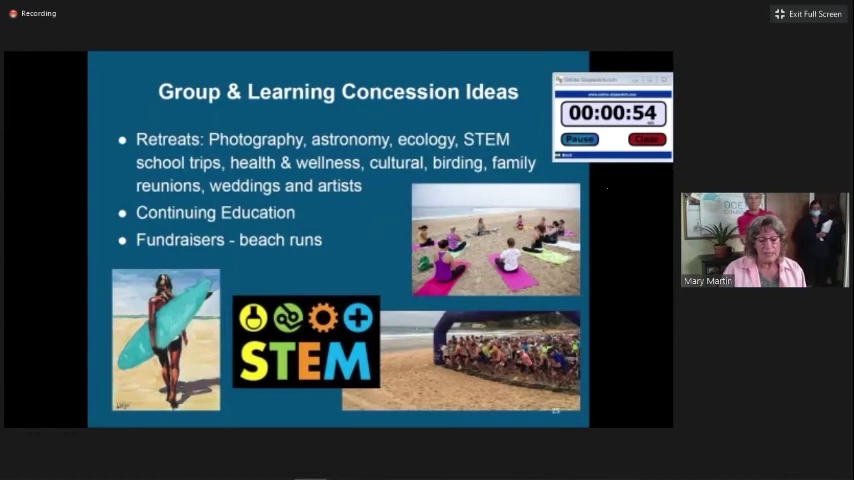 Recording
Exit Full Screen
Group & Learning Concession Ideas
00:00:54
Pause
Clear
Retreats: Photography, astronomy, ecology, STEM
school trips, health & wellness, cultural, birding, family
reunions, weddings and artists
Continuing Education
Fundraisers - beach runs
STEM
Mary Martin